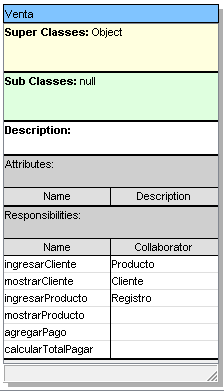 Venta
Super Classes: Object
Sub Classes: null
Description:
Attributes:
Name Description
Responsibilities:
Name Collaborator
ingresarCliente Producto
mostrarCliente Cliente
ingresarProducto Registro
mostrarProducto
agregarPago
calcularTotalPagar